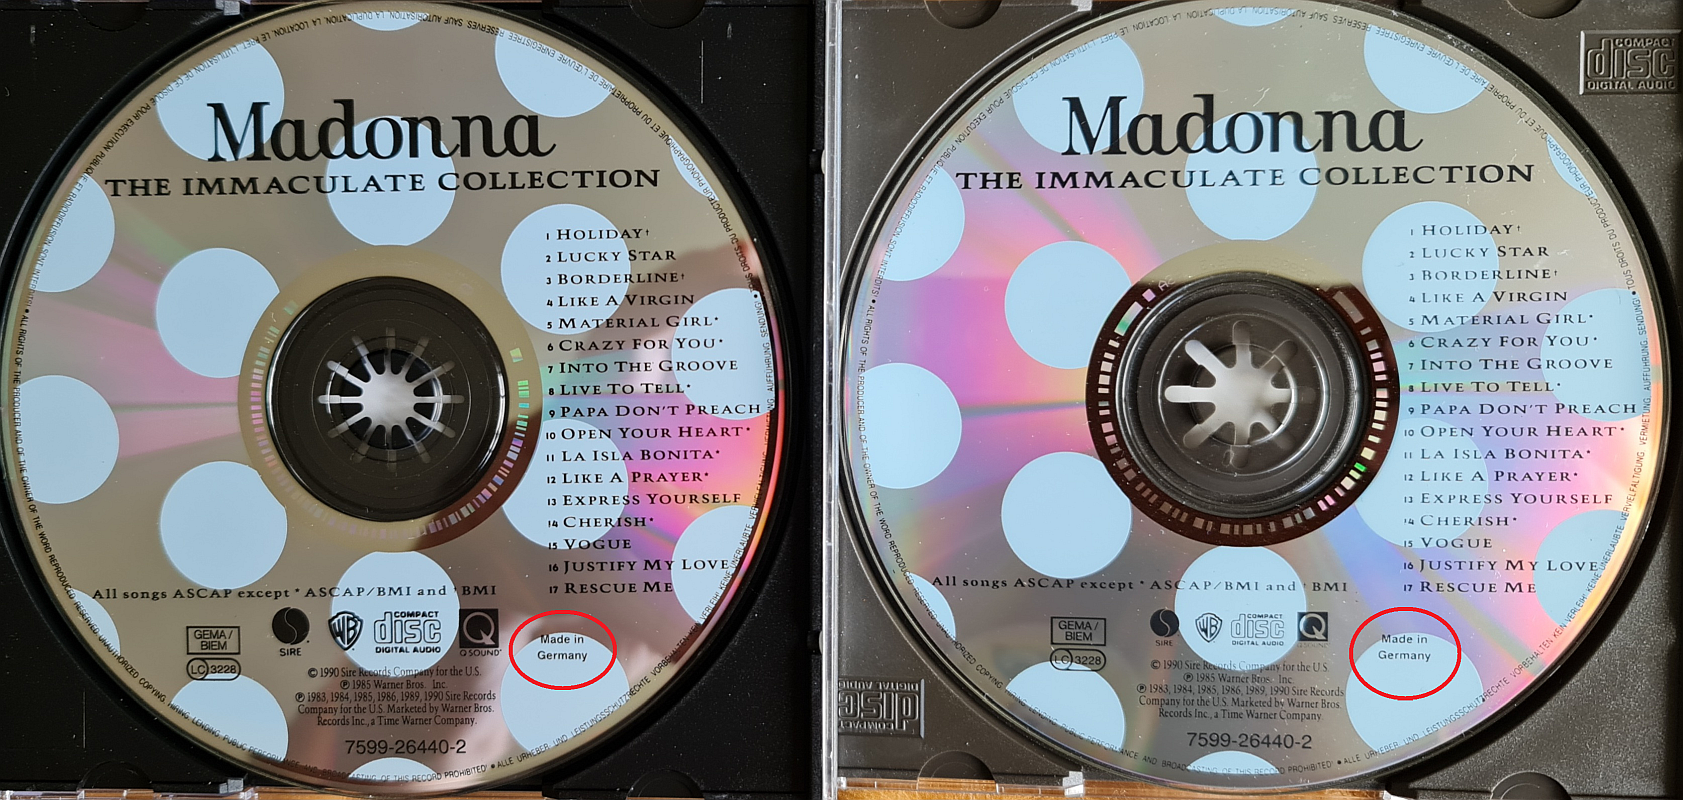 Madonna
THE IMMACULATE COLLECTION
1 HOLIDAY†
2 LUCKY STAR
3 BORDERLINE†
4 LIKE A VIRGIN
5 MATERIAL GIRL*
6 CRAZY FOR YOU*
7 INTO THE GROOVE
8 LIVE TO TELL*
9 PAPA DON'T PREACH
10 OPEN YOUR HEART*
11 LA ISLA BONITA*
12 LIKE A PRAYER*
13 EXPRESS YOURSELF
14 CHERISH*
15 VOGUE
16 JUSTIFY MY LOVE
17 RESCUE ME
All songs ASCAP except * ASCAP/BMI and † BMI
GEMA/
BIEM
LC 3228
SIRE
WB
COMPACT
disc
DIGITAL AUDIO
Q
QSOUND
Made in
Germany
© 1990 Sire Records Company for the U.S.
℗ 1985 Warner Bros. Inc.
℗ 1983, 1984, 1985, 1986, 1989, 1990 Sire Records
Company for the U.S. Marketed by Warner Bros.
Records Inc., a Time Warner Company.
7599-26440-2
Madonna
THE IMMACULATE COLLECTION
1 HOLIDAY†
2 LUCKY STAR
3 BORDERLINE†
4 LIKE A VIRGIN
5 MATERIAL GIRL*
6 CRAZY FOR YOU*
7 INTO THE GROOVE
8 LIVE TO TELL*
9 PAPA DON'T PREACH
10 OPEN YOUR HEART*
11 LA ISLA BONITA*
12 LIKE A PRAYER*
13 EXPRESS YOURSELF
14 CHERISH*
15 VOGUE
16 JUSTIFY MY LOVE
17 RESCUE ME
All songs ASCAP except * ASCAP/BMI and † BMI
GEMA/
BIEM
LC 3228
SIRE
WB
COMPACT
disc
DIGITAL AUDIO
Q
QSOUND
Made in
Germany
© 1990 Sire Records Company for the U.S.
℗ 1985 Warner Bros. Inc.
℗ 1983, 1984, 1985, 1986, 1989, 1990 Sire Records
Company for the U.S. Marketed by Warner Bros.
Records Inc., a Time Warner Company.
7599-26440-2
COMPACT
disc
DIGITAL AUDIO
COMPACT
disc
DIGITAL AUDIO